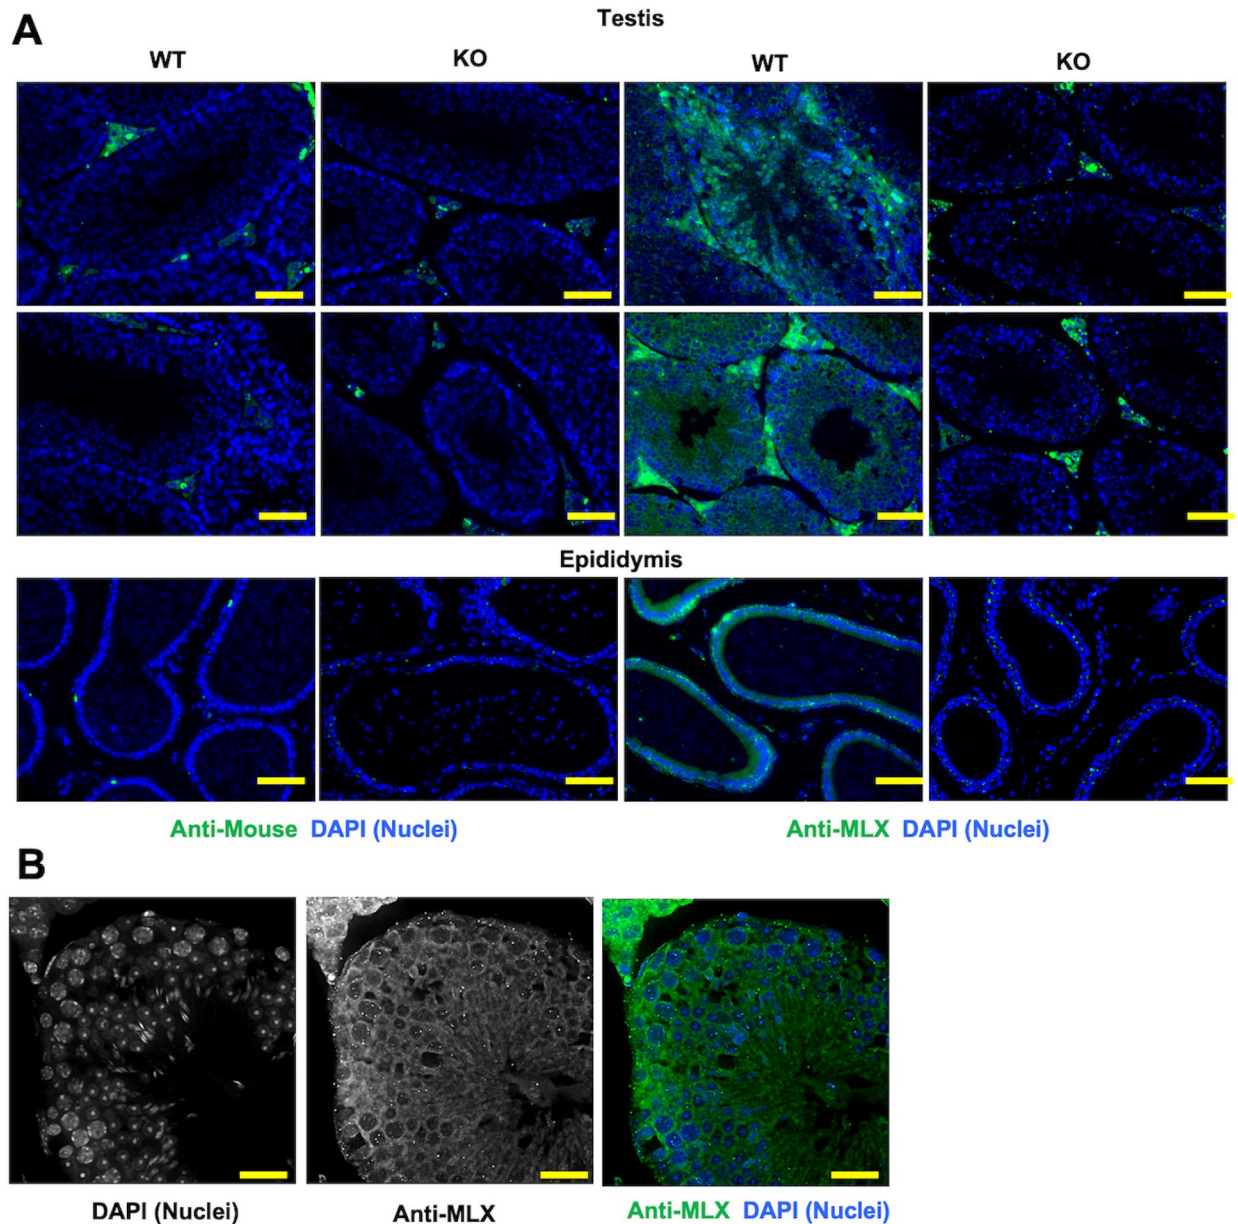 A
Testis
WT KO WT KO
Epididymis
Anti-Mouse DAPI (Nuclei) Anti-MLX DAPI (Nuclei)
B
DAPI (Nuclei) Anti-MLX Anti-MLX DAPI (Nuclei)